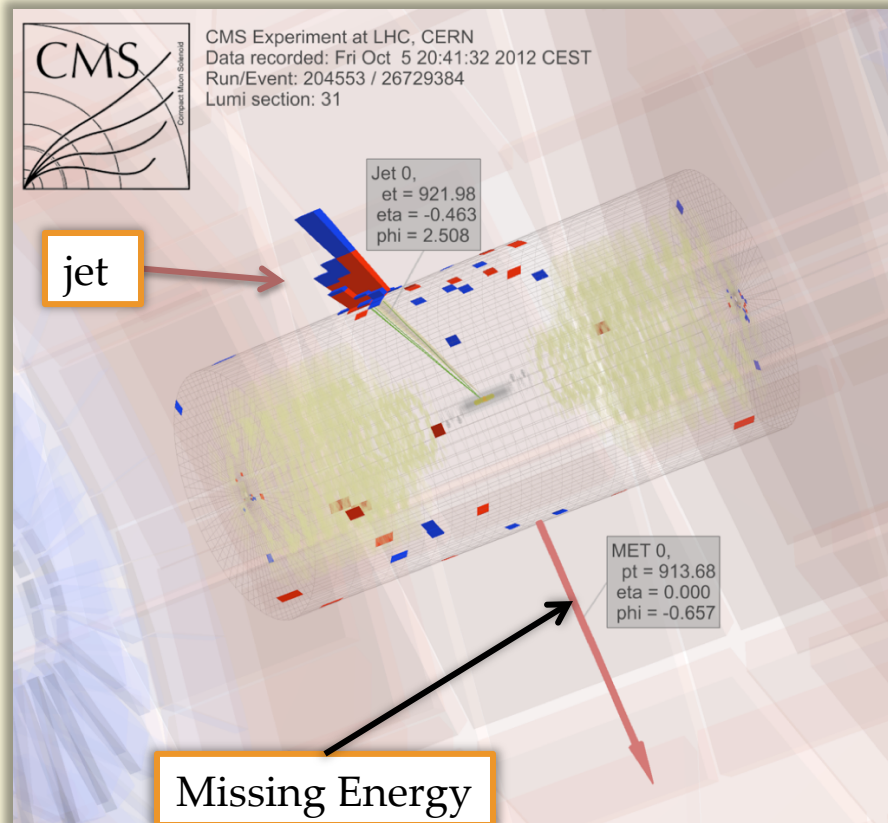 CMS
Compact Muon Solenoid
CMS Experiment at LHC, CERN
Data recorded: Fri Oct 5 20:41:32 2012 CEST
Run/Event: 204553 / 26729384
Lumi section: 31
Jet 0,
et = 921.98
eta = -0.463
phi = 2.508
jet
MET 0,
pt = 913.68
eta = 0.000
phi = -0.657
Missing Energy